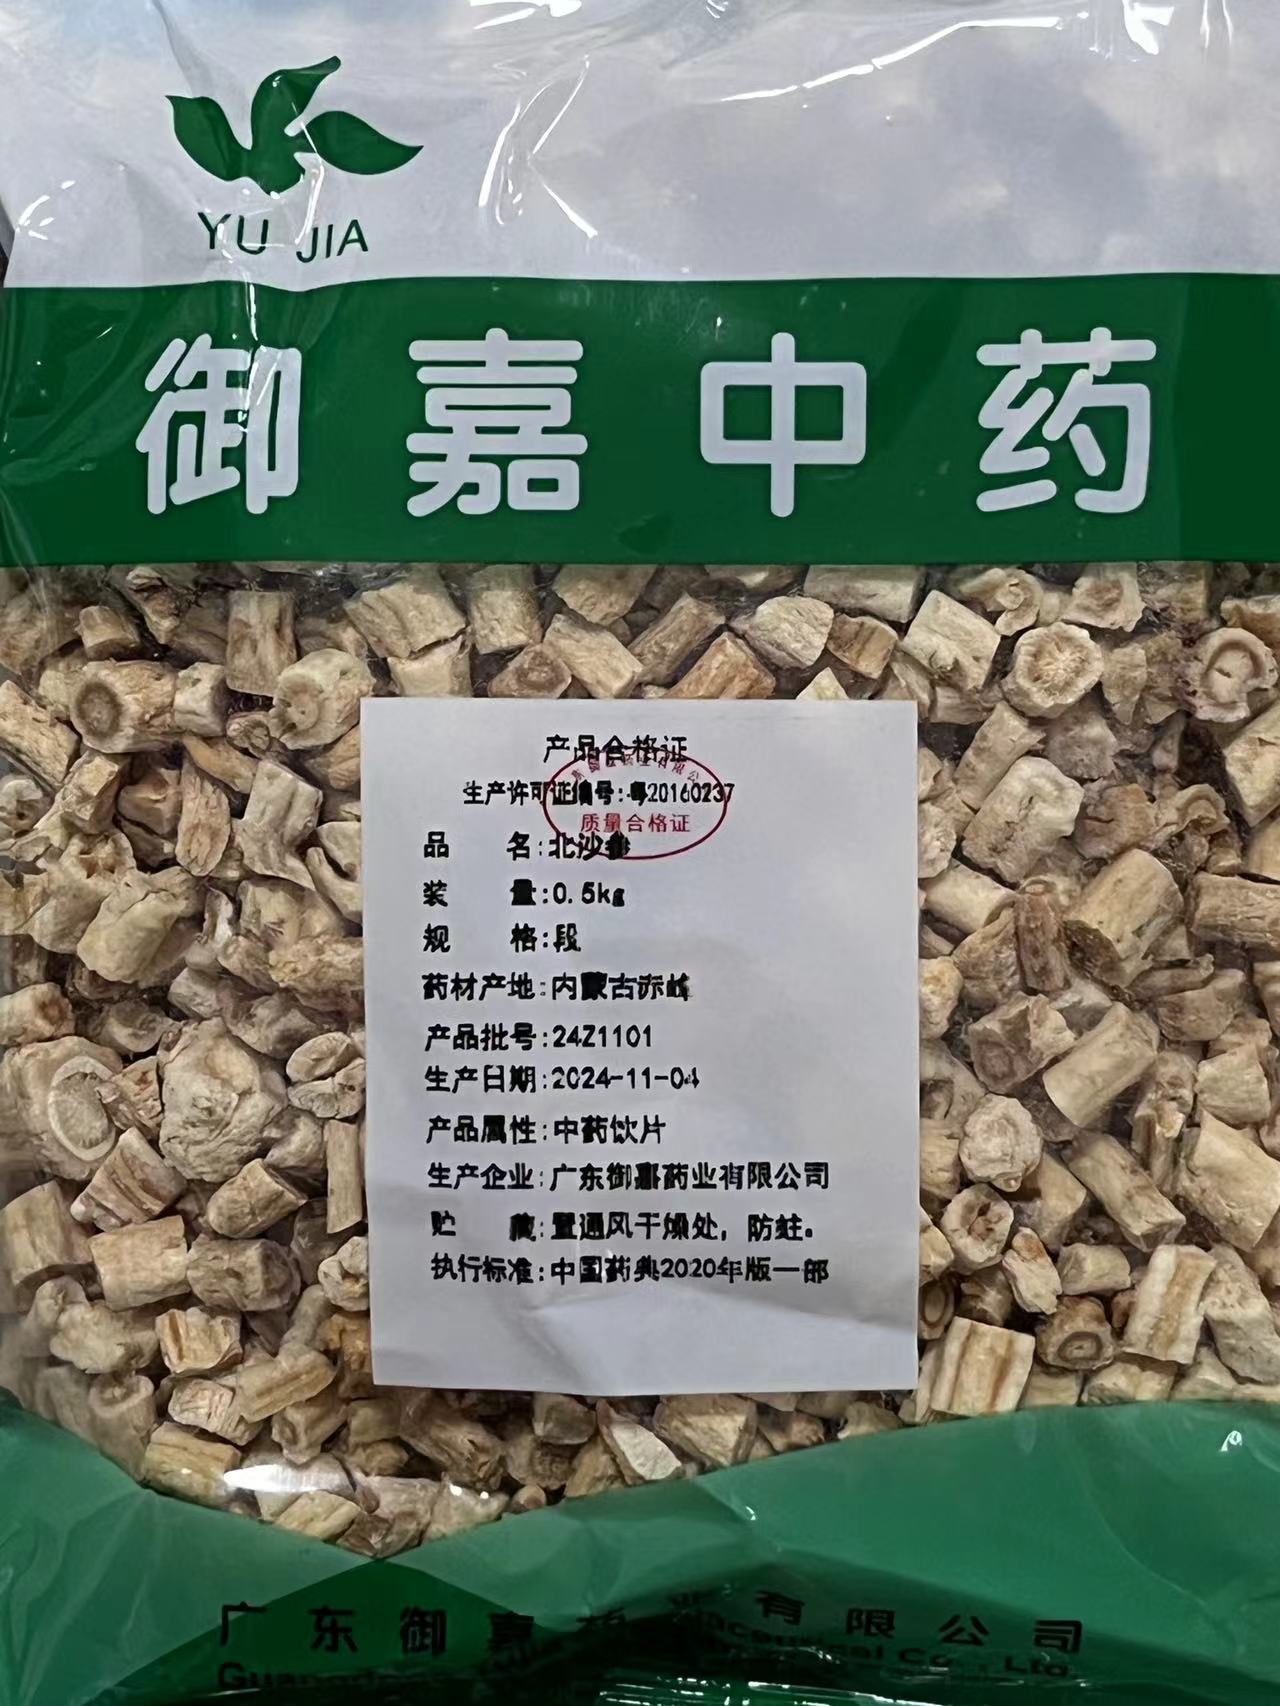 YU JIA
御嘉中药
产品合格证
生产许可证编号:粤20160237
质量合格证
品 名:北沙参
装 量:0.5kg
规 格:段
药材产地:内蒙古赤峰
产品批号:24Z1101
生产日期:2024-11-04
产品属性:中药饮片
生产企业:广东御嘉药业有限公司
贮 藏:置通风干燥处，防蛀。
执行标准:中国药典2020年版一部
广东御嘉药业有限公司
Co., Ltd.